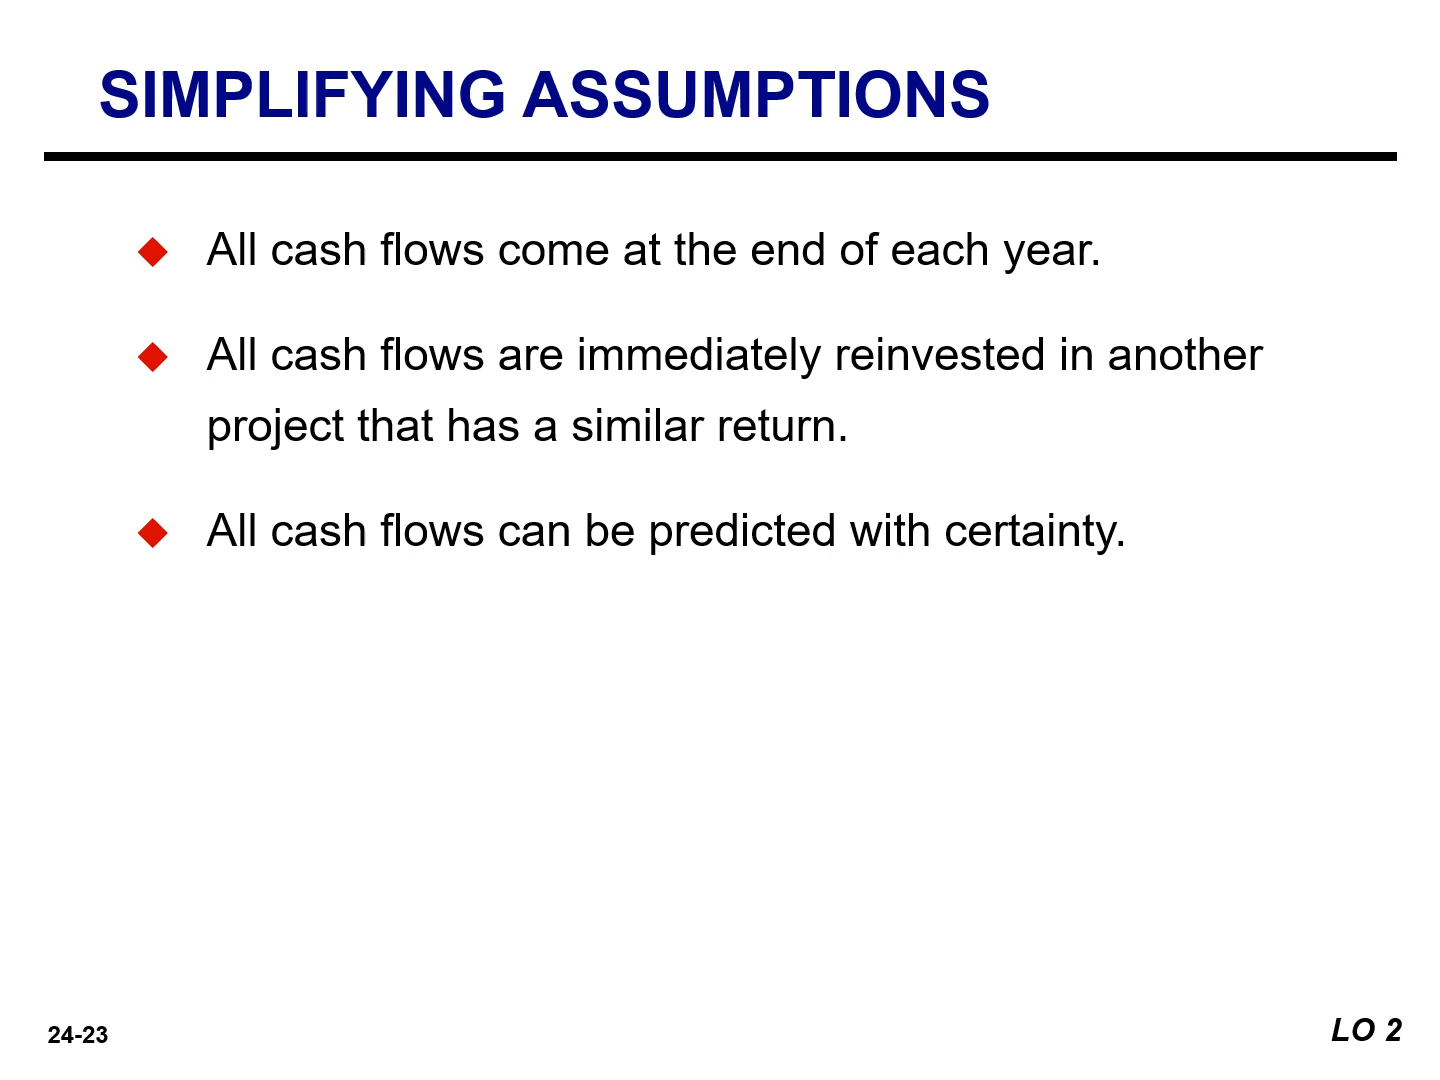 SIMPLIFYING ASSUMPTIONS
All cash flows come at the end of each year.
All cash flows are immediately reinvested in another
project that has a similar return.
All cash flows can be predicted with certainty.
24-23
LO 2